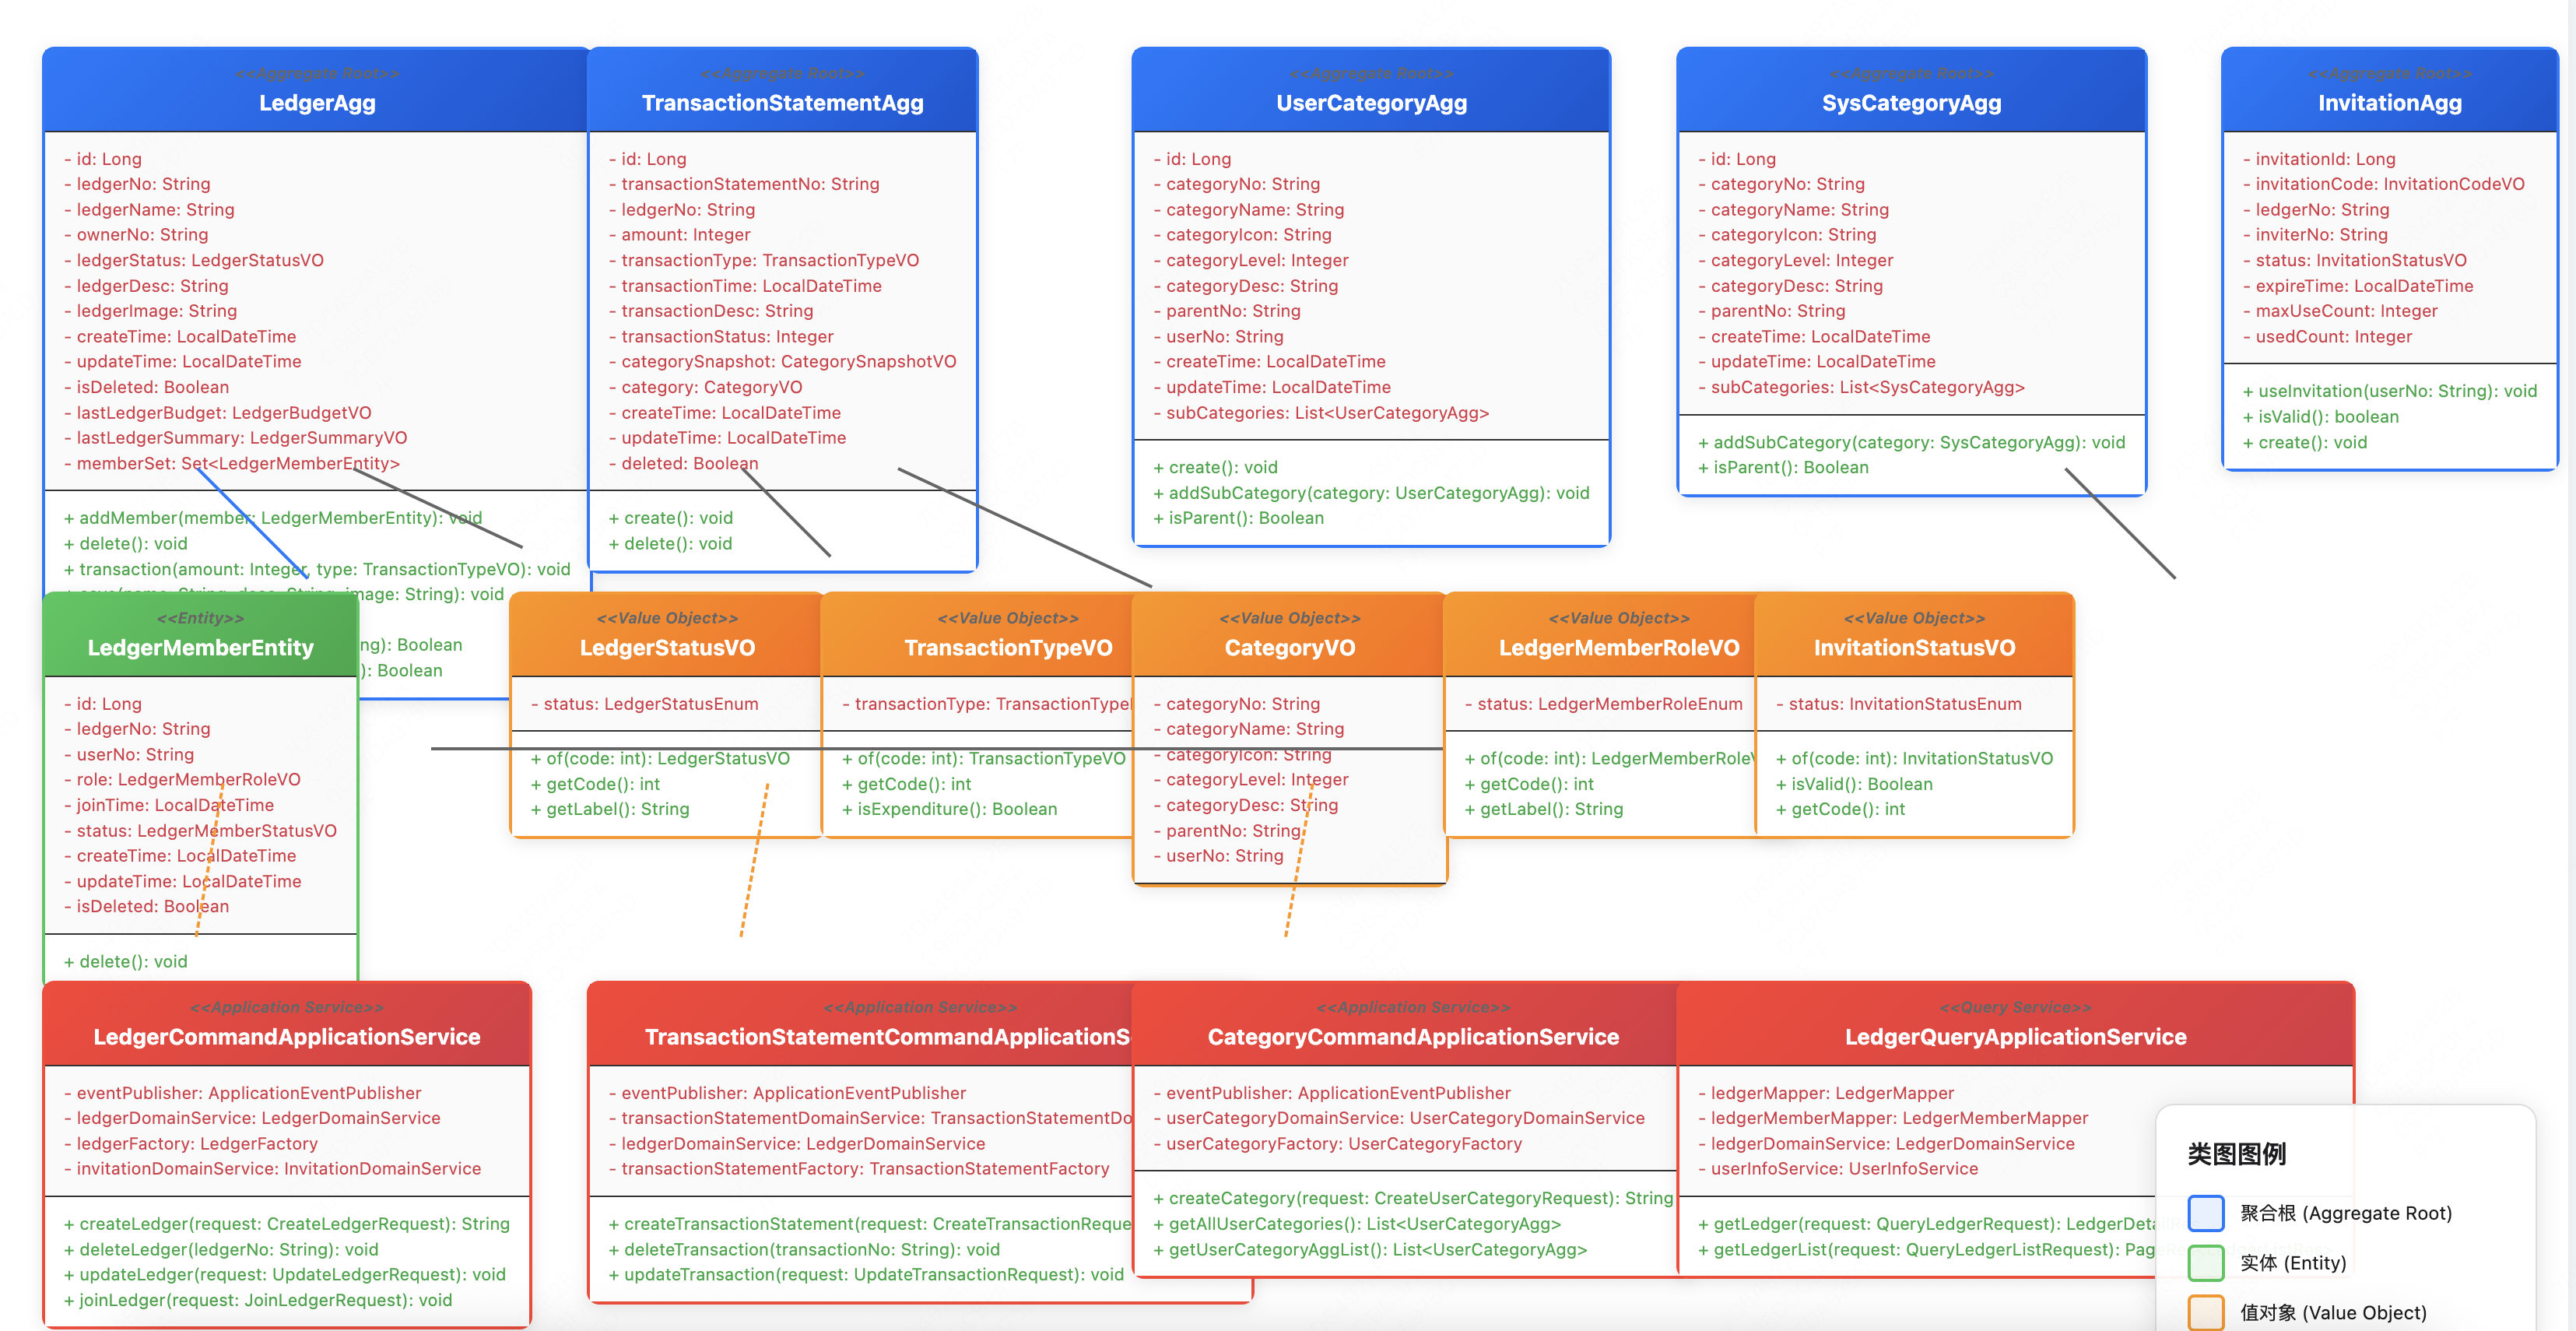 <<Aggregate Root>>
LedgerAgg
- id: Long
- ledgerNo: String
- ledgerName: String
- ownerNo: String
- ledgerStatus: LedgerStatusVO
- ledgerDesc: String
- ledgerImage: String
- createTime: LocalDateTime
- updateTime: LocalDateTime
- isDeleted: Boolean
- lastLedgerBudget: LedgerBudgetVO
- lastLedgerSummary: LedgerSummaryVO
- memberSet: Set<LedgerMemberEntity>
+ addMember(member: LedgerMemberEntity): void
+ delete(): void
+ transaction(amount: Integer, type: TransactionTypeVO): void
image: String): void
ng): Boolean
): Boolean
<<Aggregate Root>>
TransactionStatementAgg
- id: Long
- transactionStatementNo: String
- ledgerNo: String
- amount: Integer
- transactionType: TransactionTypeVO
- transactionTime: LocalDateTime
- transactionDesc: String
- transactionStatus: Integer
- categorySnapshot: CategorySnapshotVO
- category: CategoryVO
- createTime: LocalDateTime
- updateTime: LocalDateTime
- deleted: Boolean
+ create(): void
+ delete(): void
<<Aggregate Root>>
UserCategoryAgg
- id: Long
- categoryNo: String
- categoryName: String
- categoryIcon: String
- categoryLevel: Integer
- categoryDesc: String
- parentNo: String
- userNo: String
- createTime: LocalDateTime
- updateTime: LocalDateTime
- subCategories: List<UserCategoryAgg>
+ create(): void
+ addSubCategory(category: UserCategoryAgg): void
+ isParent(): Boolean
<<Aggregate Root>>
SysCategoryAgg
- id: Long
- categoryNo: String
- categoryName: String
- categoryIcon: String
- categoryLevel: Integer
- categoryDesc: String
- parentNo: String
- createTime: LocalDateTime
- updateTime: LocalDateTime
- subCategories: List<SysCategoryAgg>
+ addSubCategory(category: SysCategoryAgg): void
+ isParent(): Boolean
<<Aggregate Root>>
InvitationAgg
- invitationId: Long
- invitationCode: InvitationCodeVO
- ledgerNo: String
- inviterNo: String
- status: InvitationStatusVO
- expireTime: LocalDateTime
- maxUseCount: Integer
- usedCount: Integer
+ useInvitation(userNo: String): void
+ isValid(): boolean
+ create(): void
<<Entity>>
LedgerMemberEntity
- id: Long
- ledgerNo: String
- userNo: String
- role: LedgerMemberRoleVO
- joinTime: LocalDateTime
- status: LedgerMemberStatusVO
- createTime: LocalDateTime
- updateTime: LocalDateTime
- isDeleted: Boolean
+ delete(): void
<<Value Object>>
LedgerStatusVO
- status: LedgerStatusEnum
+ of(code: int): LedgerStatusVO
+ getCode(): int
+ getLabel(): String
<<Value Object>>
TransactionTypeVO
- transactionType: TransactionType
+ of(code: int): TransactionTypeVO
+ getCode(): int
+ isExpenditure(): Boolean
<<Value Object>>
CategoryVO
- categoryNo: String
- categoryName: String
- categoryIcon: String
- categoryLevel: Integer
- categoryDesc: String
- parentNo: String
- userNo: String
<<Value Object>>
LedgerMemberRoleVO
- status: LedgerMemberRoleEnum
+ of(code: int): LedgerMemberRoleV
+ getCode(): int
+ getLabel(): String
<<Value Object>>
InvitationStatusVO
- status: InvitationStatusEnum
+ of(code: int): InvitationStatusVO
+ isValid(): Boolean
+ getCode(): int
<<Application Service>>
LedgerCommandApplicationService
- eventPublisher: ApplicationEventPublisher
- ledgerDomainService: LedgerDomainService
- ledgerFactory: LedgerFactory
- invitationDomainService: InvitationDomainService
+ createLedger(request: CreateLedgerRequest): String
+ deleteLedger(ledgerNo: String): void
+ updateLedger(request: UpdateLedgerRequest): void
+ joinLedger(request: JoinLedgerRequest): void
<<Application Service>>
TransactionStatementCommandApplicationS
- eventPublisher: ApplicationEventPublisher
- transactionStatementDomainService: TransactionStatementDo
- ledgerDomainService: LedgerDomainService
- transactionStatementFactory: TransactionStatementFactory
+ createTransactionStatement(request: CreateTransactionReque
+ deleteTransaction(transactionNo: String): void
+ updateTransaction(request: UpdateTransactionRequest): void
<<Application Service>>
CategoryCommandApplicationService
- eventPublisher: ApplicationEventPublisher
- userCategoryDomainService: UserCategoryDomainService
- userCategoryFactory: UserCategoryFactory
+ createCategory(request: CreateUserCategoryRequest): String
+ getAllUserCategories(): List<UserCategoryAgg>
+ getUserCategoryAggList(): List<UserCategoryAgg>
<<Query Service>>
LedgerQueryApplicationService
- ledgerMapper: LedgerMapper
- ledgerMemberMapper: LedgerMemberMapper
- ledgerDomainService: LedgerDomainService
- userInfoService: UserInfoService
+ getLedger(request: QueryLedgerRequest): LedgerDeta
+ getLedgerList(request: QueryLedgerListRequest): Pag
类图图例
聚合根 (Aggregate Root)
实体 (Entity)
值对象 (Value Object)